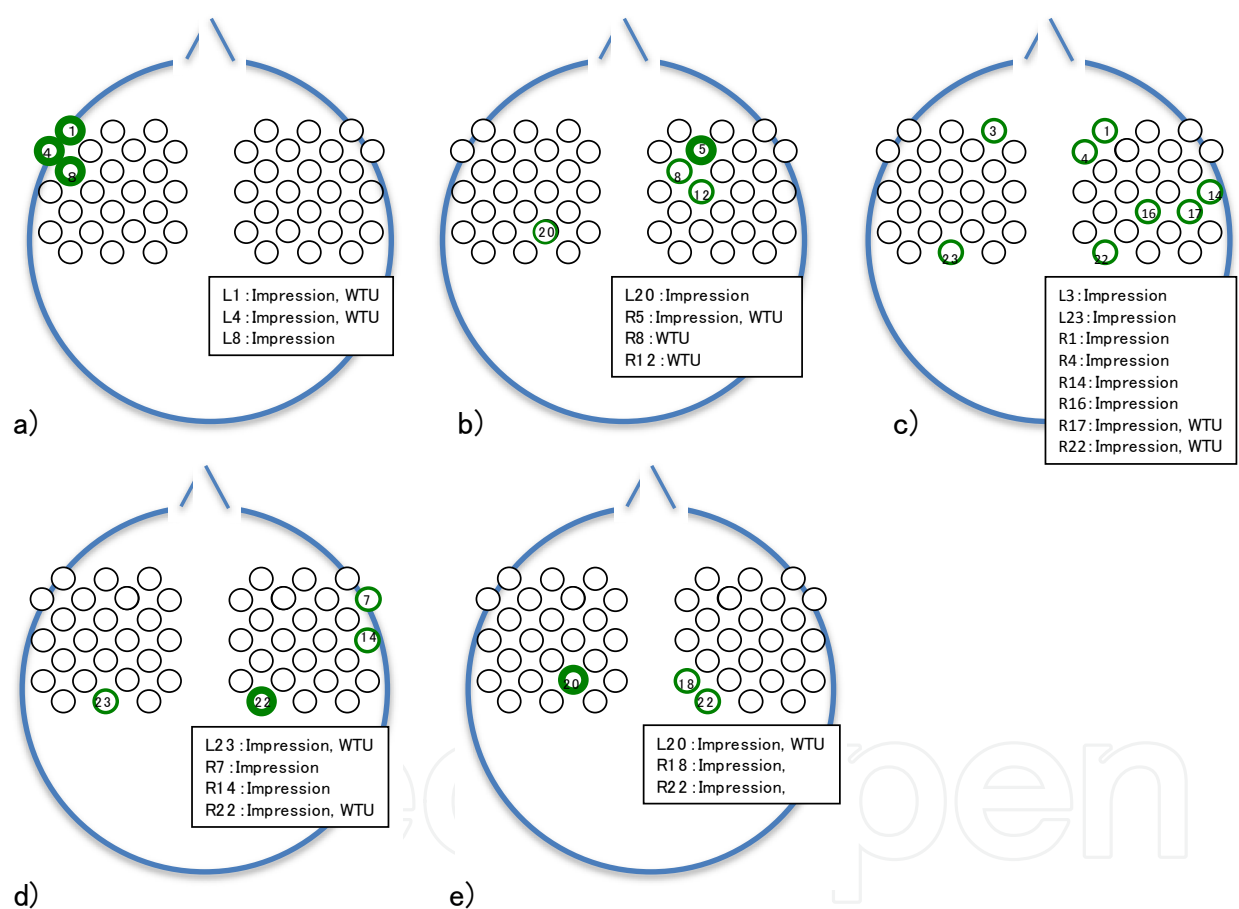 1
4
8
L1 : Impression, WTU
L4 : Impression, WTU
L8 : Impression
a)
5
8
12
20
L20 : Impression
R5 : Impression, WTU
R8 : WTU
R12 : WTU
b)
3
1
4
14
16
17
23
22
L3 : Impression
L23 : Impression
R1 : Impression
R4 : Impression
R14 : Impression
R16 : Impression
R17 : Impression, WTU
R22 : Impression, WTU
c)
7
14
23
22
L23 : Impression, WTU
R7 : Impression
R14 : Impression
R22 : Impression, WTU
d)
20
18
22
L20 : Impression, WTU
R18 : Impression,
R22 : Impression,
e)
pen